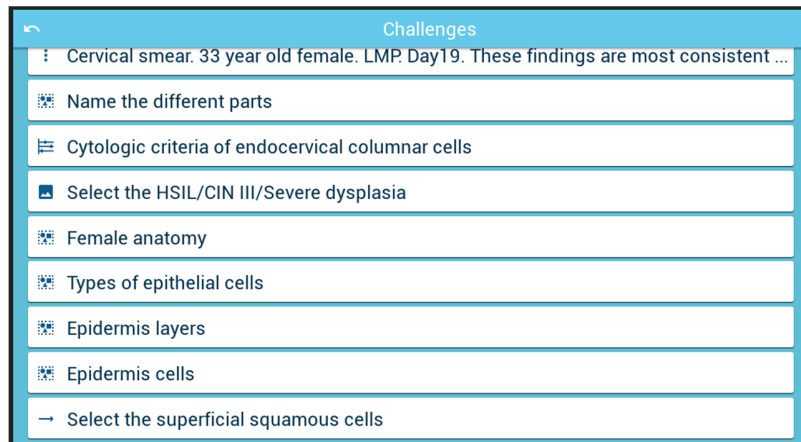 Challenges
Cervical smear. 33 year old female. LMP. Day19. These findings are most consistent ...
Name the different parts
Cytologic criteria of endocervical columnar cells
Select the HSIL/CIN III/Severe dysplasia
Female anatomy
Types of epithelial cells
Epidermis layers
Epidermis cells
Select the superficial squamous cells